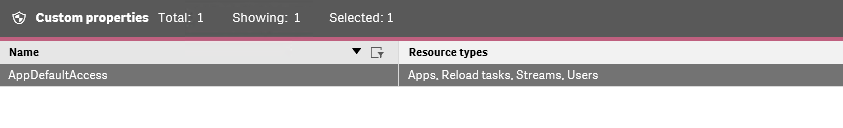 Custom properties Total: 1 Showing: 1 Selected: 1
Name Resource types
AppDefaultAccess Apps, Reload tasks, Streams, Users